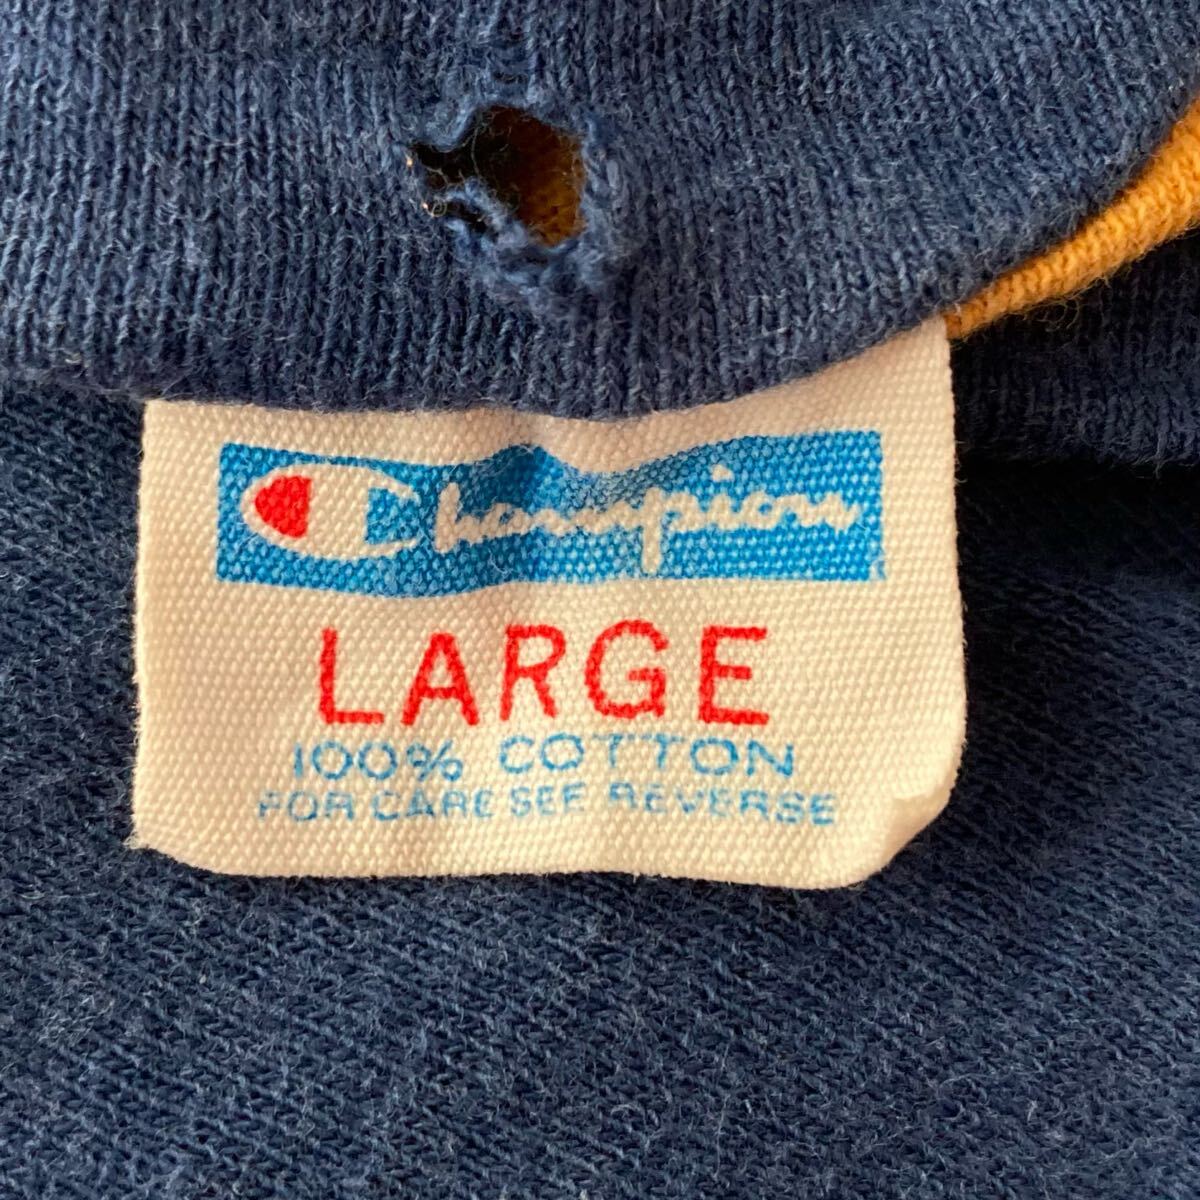 Champion
LARGE
100% COTTON
FOR CARE SEE REVERSE